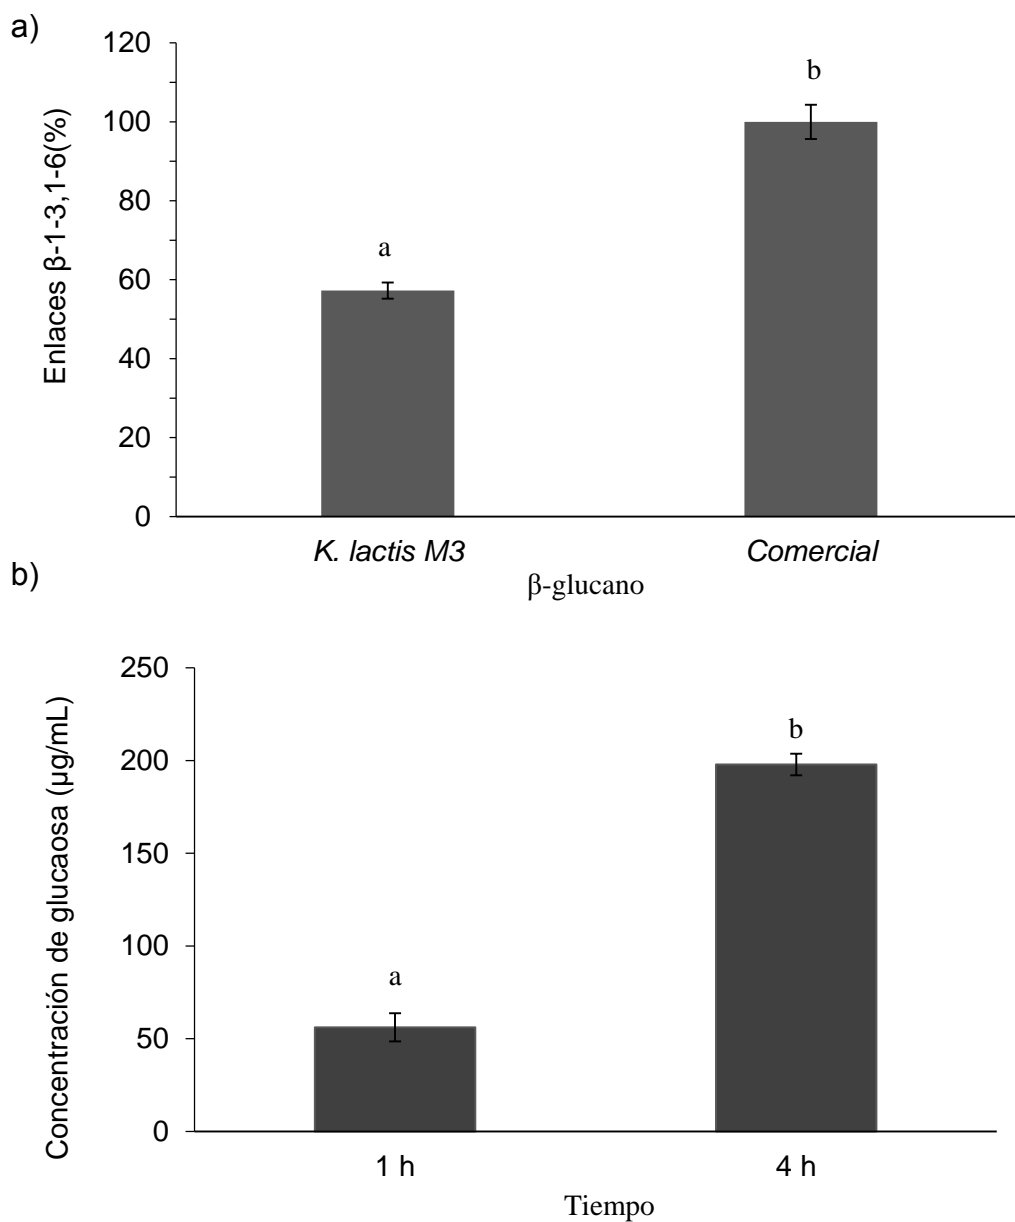 a)
Enlaces β-1-3,1-6(%)
120
100
80
60
40
20
0
a
b
K. lactis M3
Comercial
β-glucano
b)
Concentración de glucaosa (µg/mL)
250
200
150
100
50
0
a
b
1 h
4 h
Tiempo